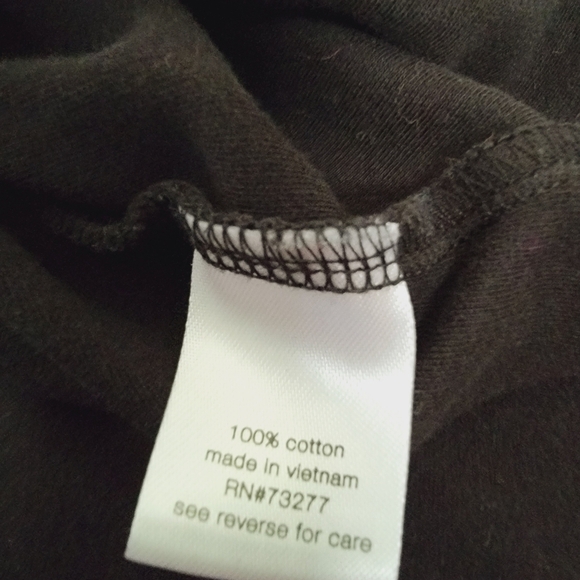 100% cotton
made in vietnam
RN#73277
see reverse for care